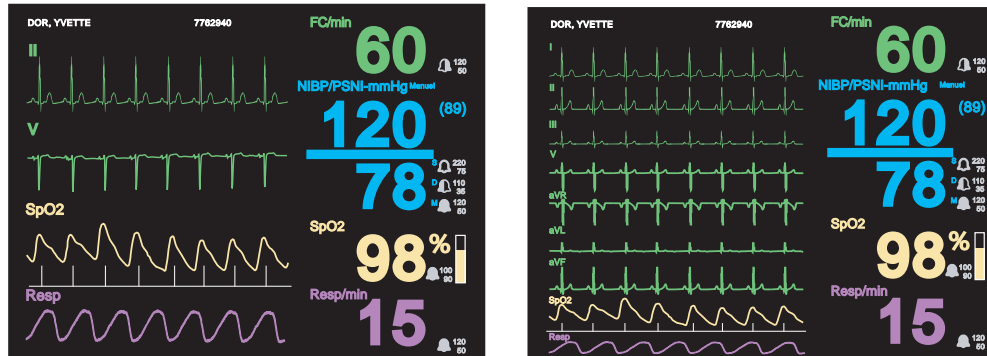 DOR, YVETTE 7762940
FC/min
II
60
120
50
NIBP/PSNI-mmHg Manuel
120 (89)
V
78
S 220
75
D 110
35
M 120
50
SpO2
SpO2
98 %
100
90
Resp
Resp/min
15
120
50
DOR, YVETTE 7762940
FC/min
I
60
120
50
II
NIBP/PSNI-mmHg Manuel
120 (89)
III
V
78
S 220
75
D 110
35
M 120
50
aVR
aVL
SpO2
98 %
aVF
100
90
Resp/min
SpO2
15
Resp
120
50